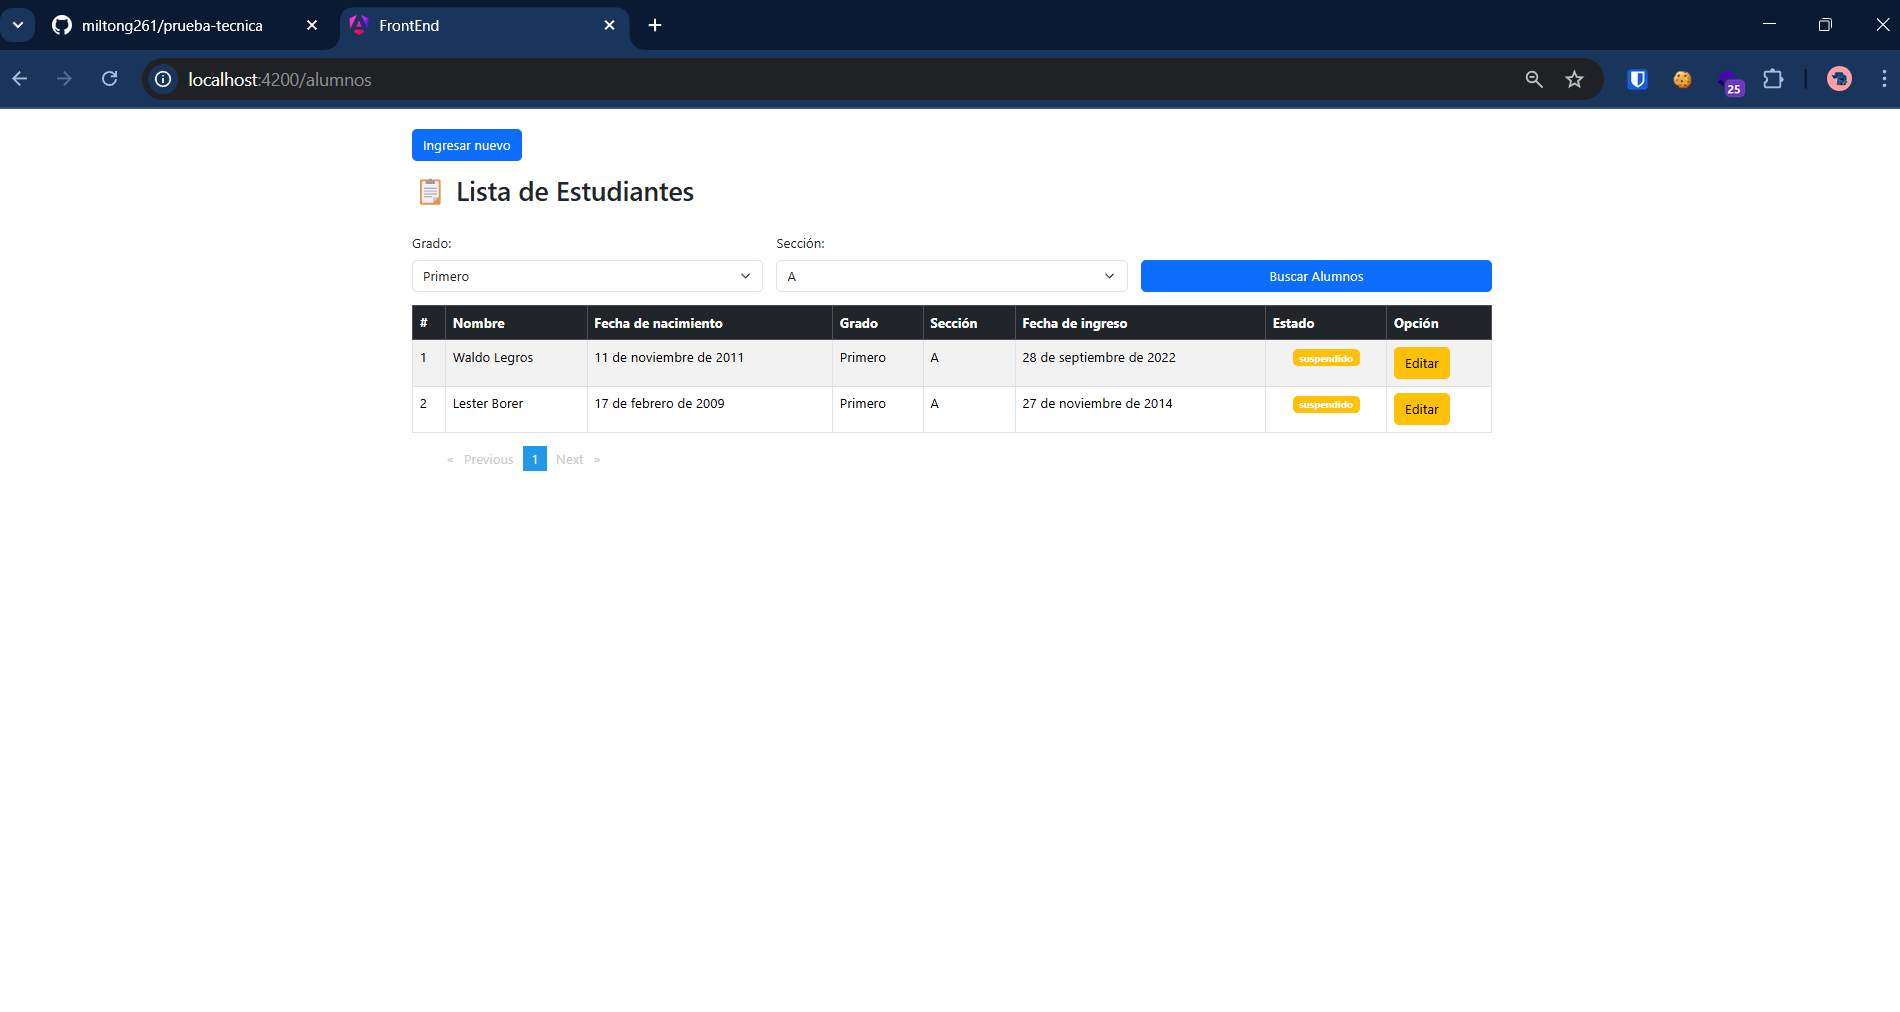 miltong261/prueba-tecnica
FrontEnd
localhost:4200/alumnos
25
Ingresar nuevo
Lista de Estudiantes
Grado: Sección:
Primero A Buscar Alumnos
# Nombre Fecha de nacimiento Grado Sección Fecha de ingreso Estado Opción
1 Waldo Legros 11 de noviembre de 2011 Primero A 28 de septiembre de 2022 suspendido Editar
2 Lester Borer 17 de febrero de 2009 Primero A 27 de noviembre de 2014 suspendido Editar
« Previous 1 Next »